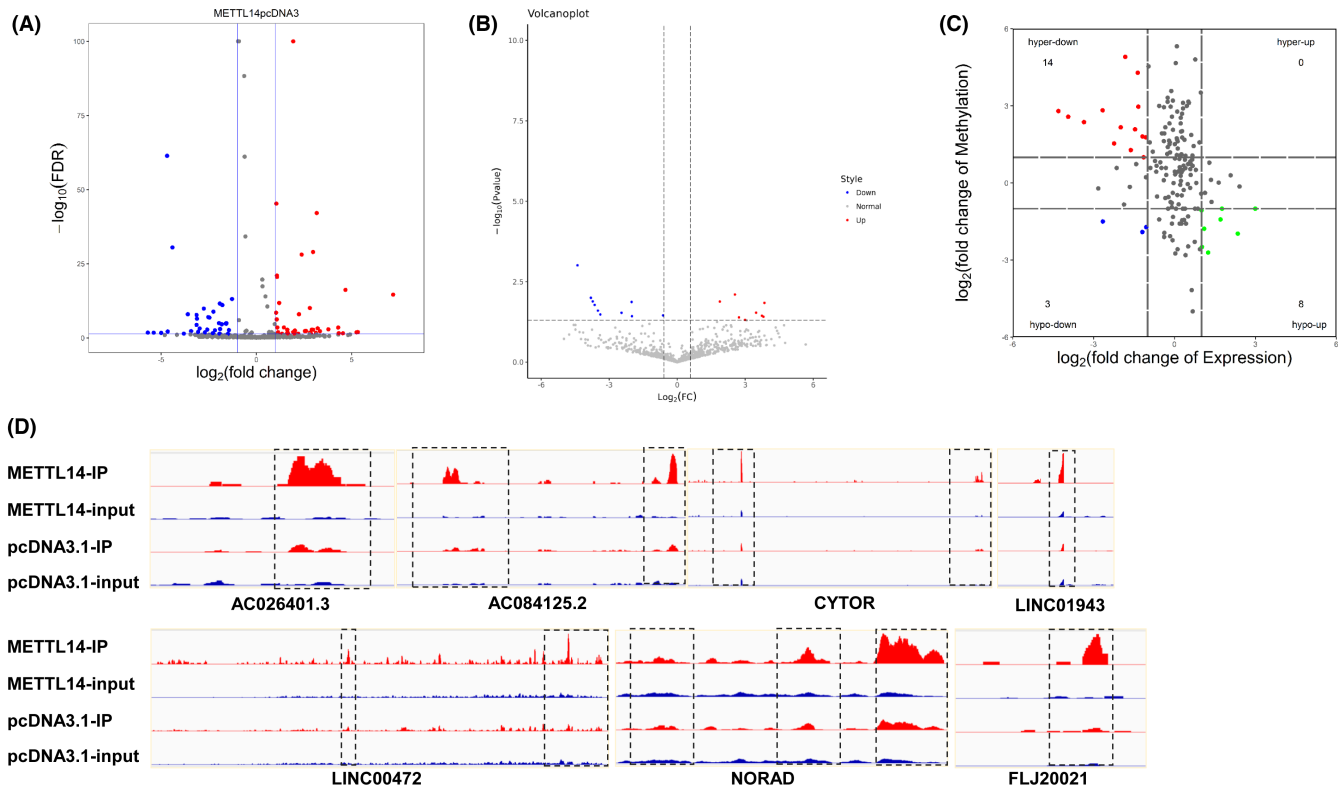 (A)
METTL14pcDNA3
100
75
50
25
0
−log10(FDR)
-5
0
5
log2(fold change)
(B)
Volcanoplot
10.0
7.5
5.0
2.5
0.0
−log10(Pvalue)
-6
-3
0
3
6
Log2(FC)
Style
Down
Normal
Up
(C)
6
3
0
-3
-6
log2(fold change of Methylation)
hyper-down
14
hyper-up
0
3
hypo-down
8
hypo-up
-6
-3
0
3
6
log2(fold change of Expression)
(D)
METTL14-IP
METTL14-input
pcDNA3.1-IP
pcDNA3.1-input
AC026401.3 AC084125.2 CYTOR LINC01943
METTL14-IP
METTL14-input
pcDNA3.1-IP
pcDNA3.1-input
LINC00472 NORAD FLJ20021